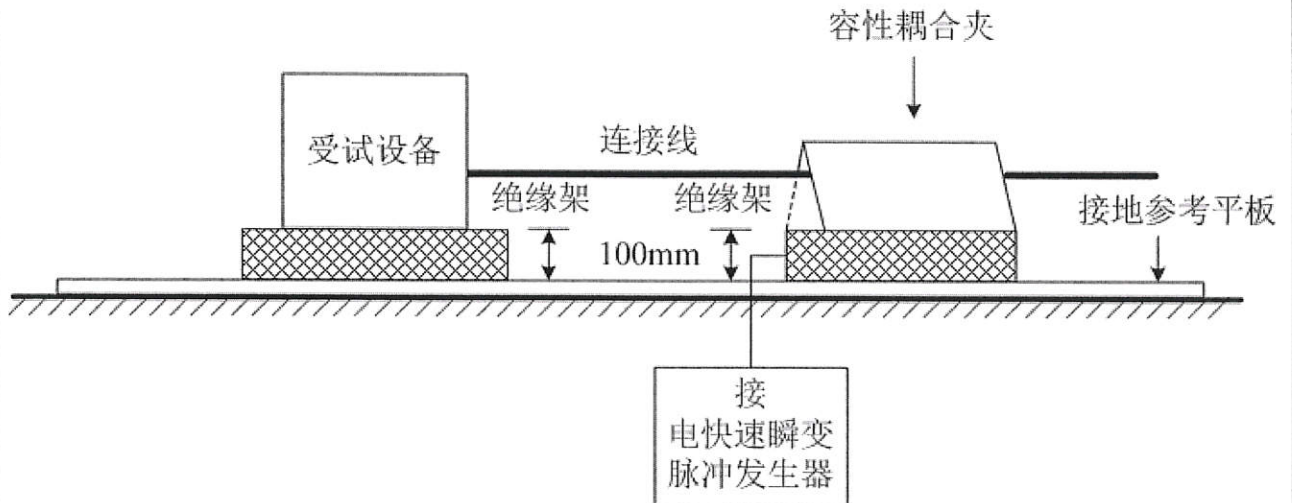 容性耦合夹
受试设备
连接线
绝缘架
绝缘架
接地参考平板
100mm
接
电快速瞬变
脉冲发生器